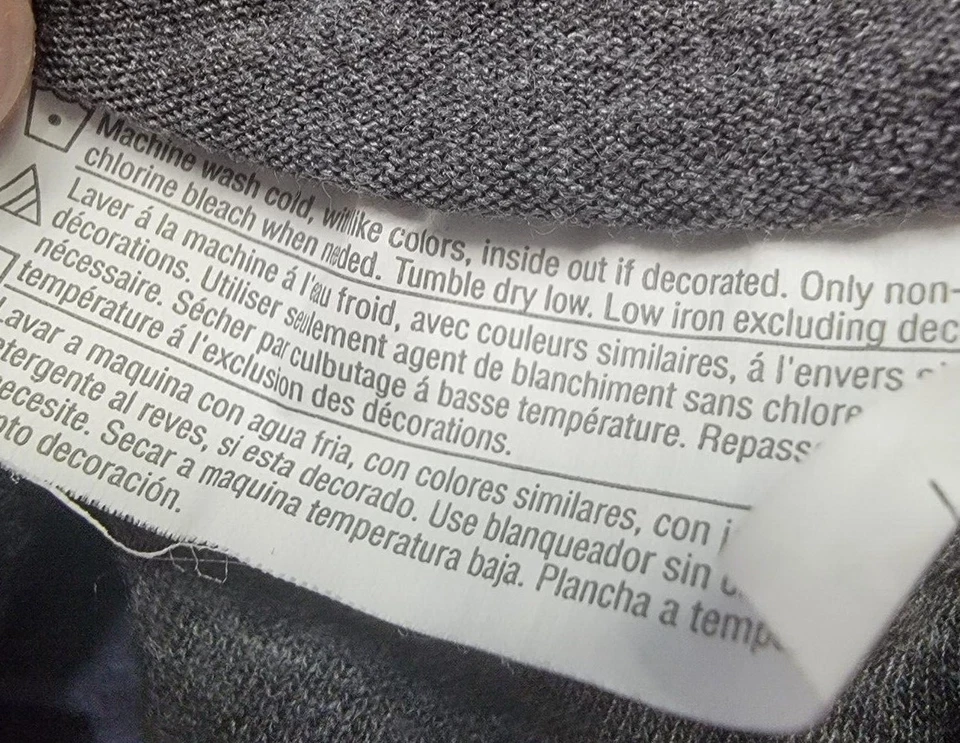 Machine wash cold, with like colors, inside out if decorated. Only non-
chlorine bleach when needed. Tumble dry low. Low iron excluding dec
Laver á la machine á l'eau froid, avec couleurs similaires, á l'envers
décorations. Utiliser seulement agent de blanchiment sans chlore
nécessaire. Sécher par culbutage á basse température. Repass
température á l'exclusion des décorations.
Lavar a maquina con agua fria, con colores similares, con
etergente al reves, sí esta decorado. Use blanqueador sin
ecesite. Secar a maquina temperatura baja. Plancha a temp
nto decoración.